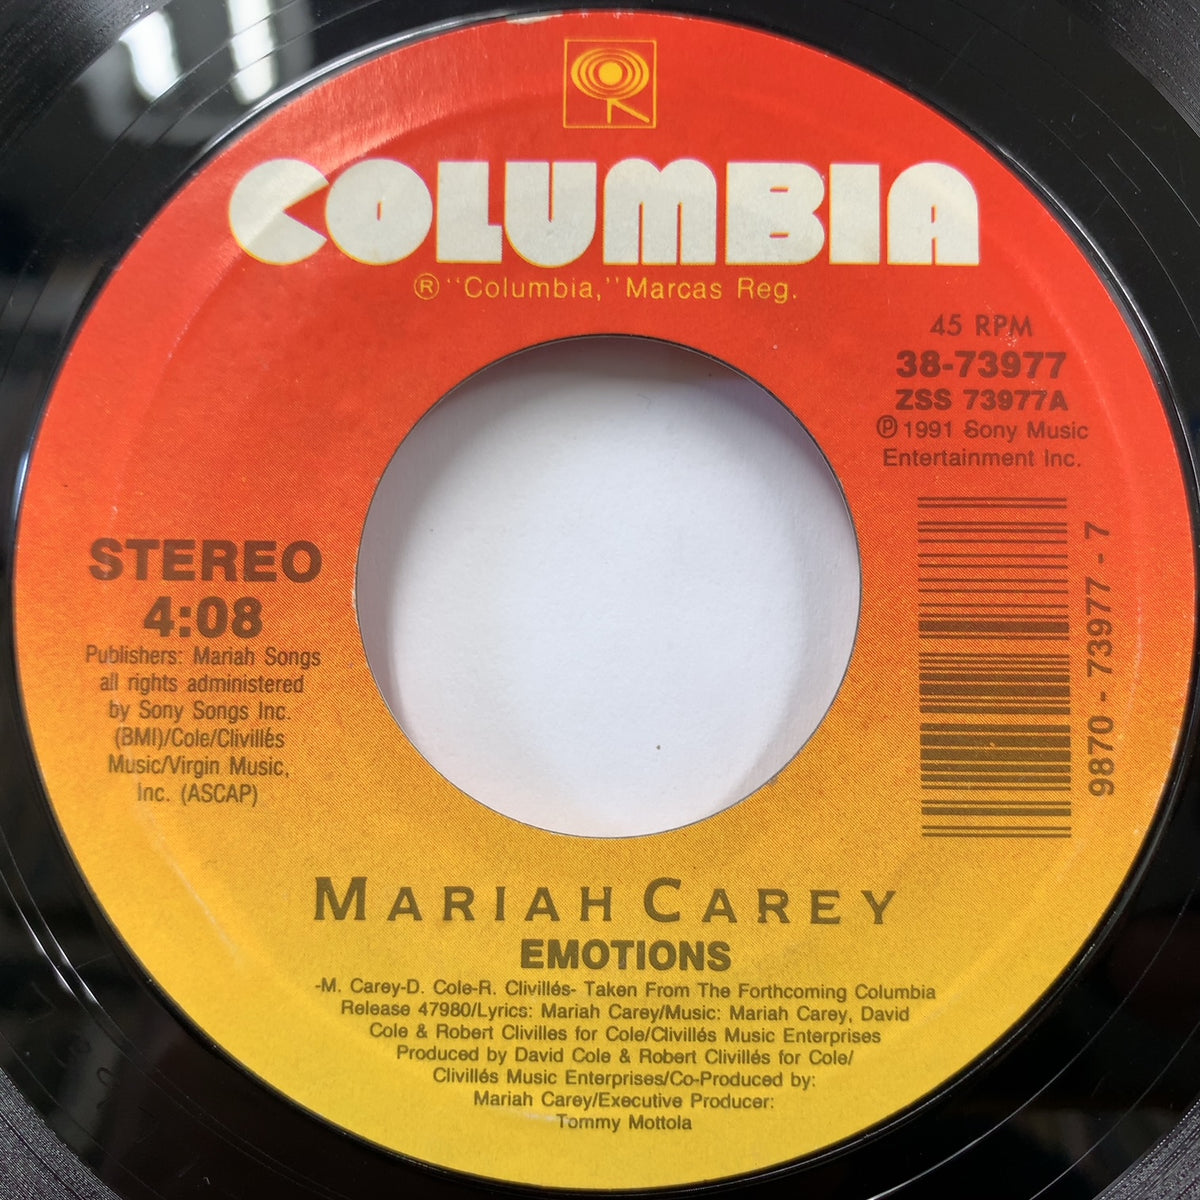 COLUMBIA
® "Columbia," Marcas Reg.
45 RPM
38-73977
ZSS 73977A
℗ 1991 Sony Music
Entertainment Inc.
9870 - 73977 - 7
STEREO
4:08
Publishers: Mariah Songs
all rights administered
by Sony Songs Inc.
(BMI)/Cole/Clivillés
Music/Virgin Music,
Inc. (ASCAP)
MARIAH CAREY
EMOTIONS
-M. Carey-D. Cole-R. Clivillés- Taken From The Forthcoming Columbia
Release 47980/Lyrics: Mariah Carey/Music: Mariah Carey, David
Cole & Robert Clivilles for Cole/Clivillés Music Enterprises
Produced by David Cole & Robert Clivillés for Cole/
Clivillés Music Enterprises/Co-Produced by:
Mariah Carey/Executive Producer:
Tommy Mottola